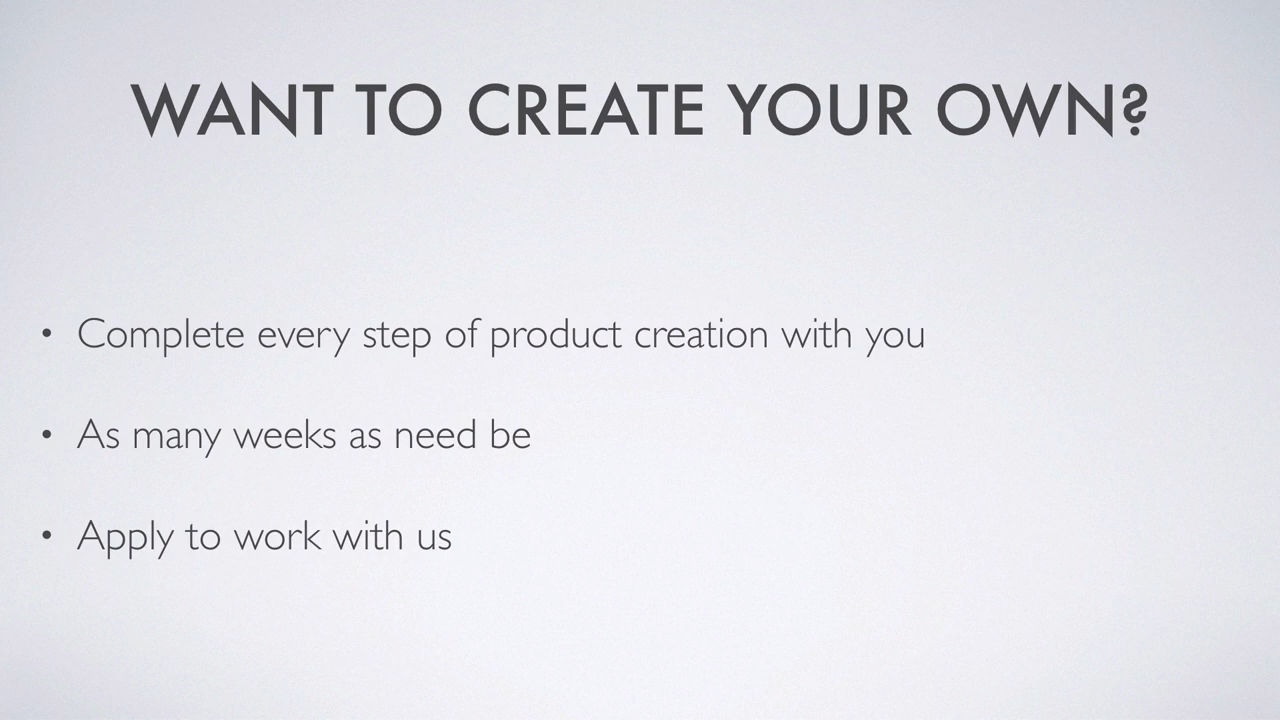 WANT TO CREATE YOUR OWN?
• Complete every step of product creation with you
• As many weeks as need be
• Apply to work with us